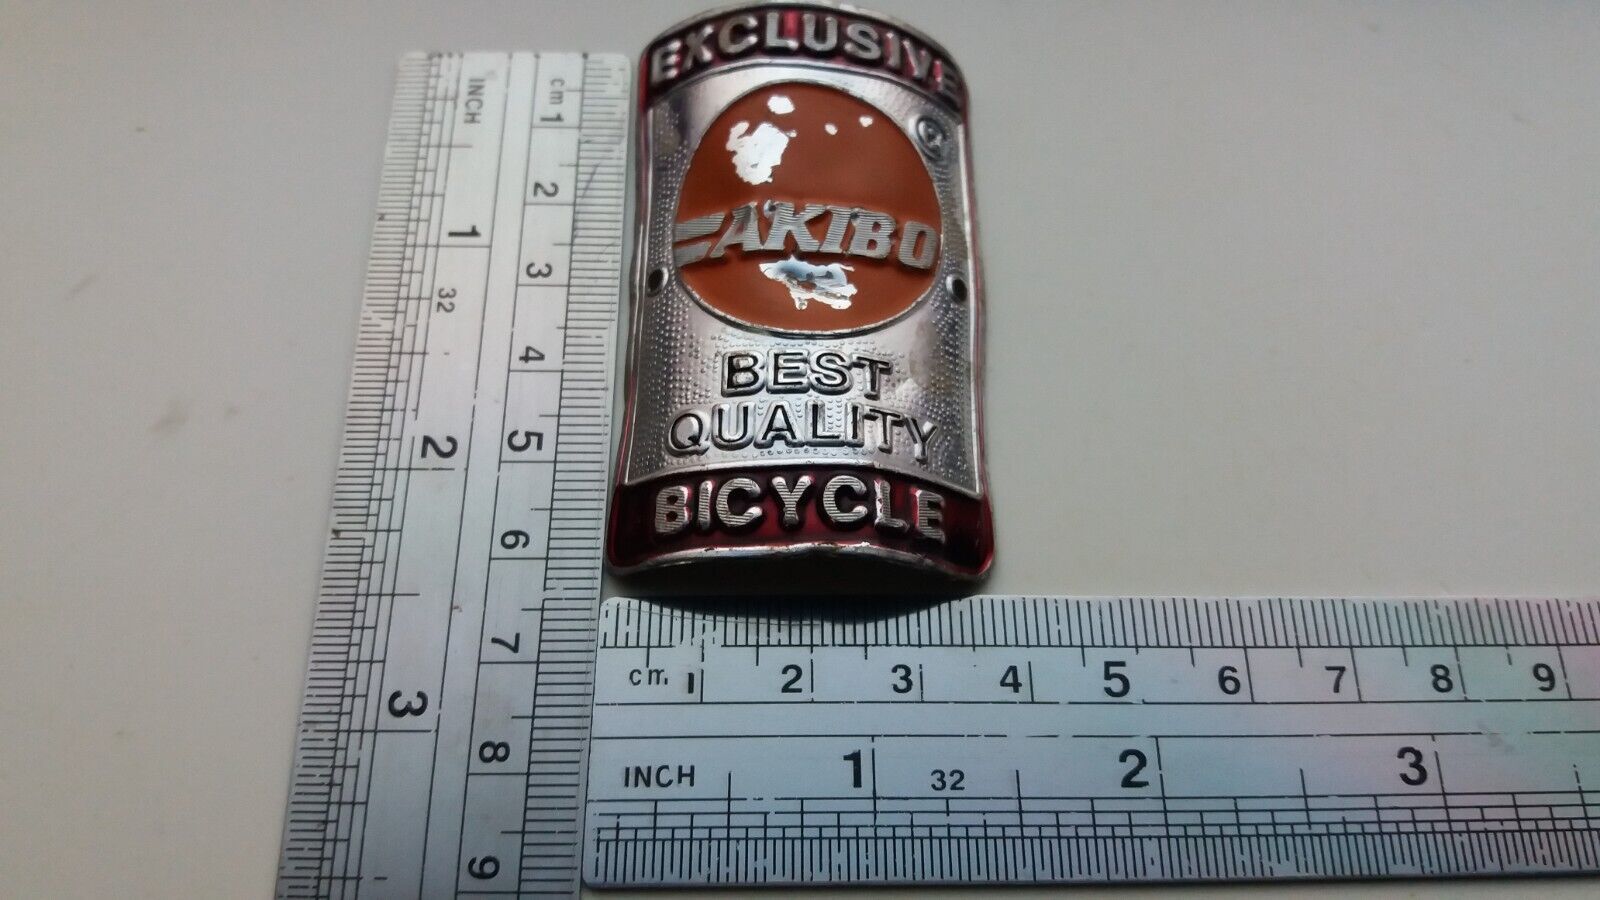 EXCLUSIVE
R
AKIBO
BEST
QUALITY
BICYCLE
INCH
cm 1
2
1
3
32
4
2
5
6
7
3
8
9
cm. 1 2 3 4 5 6 7 8 9
INCH 1 32 2 3